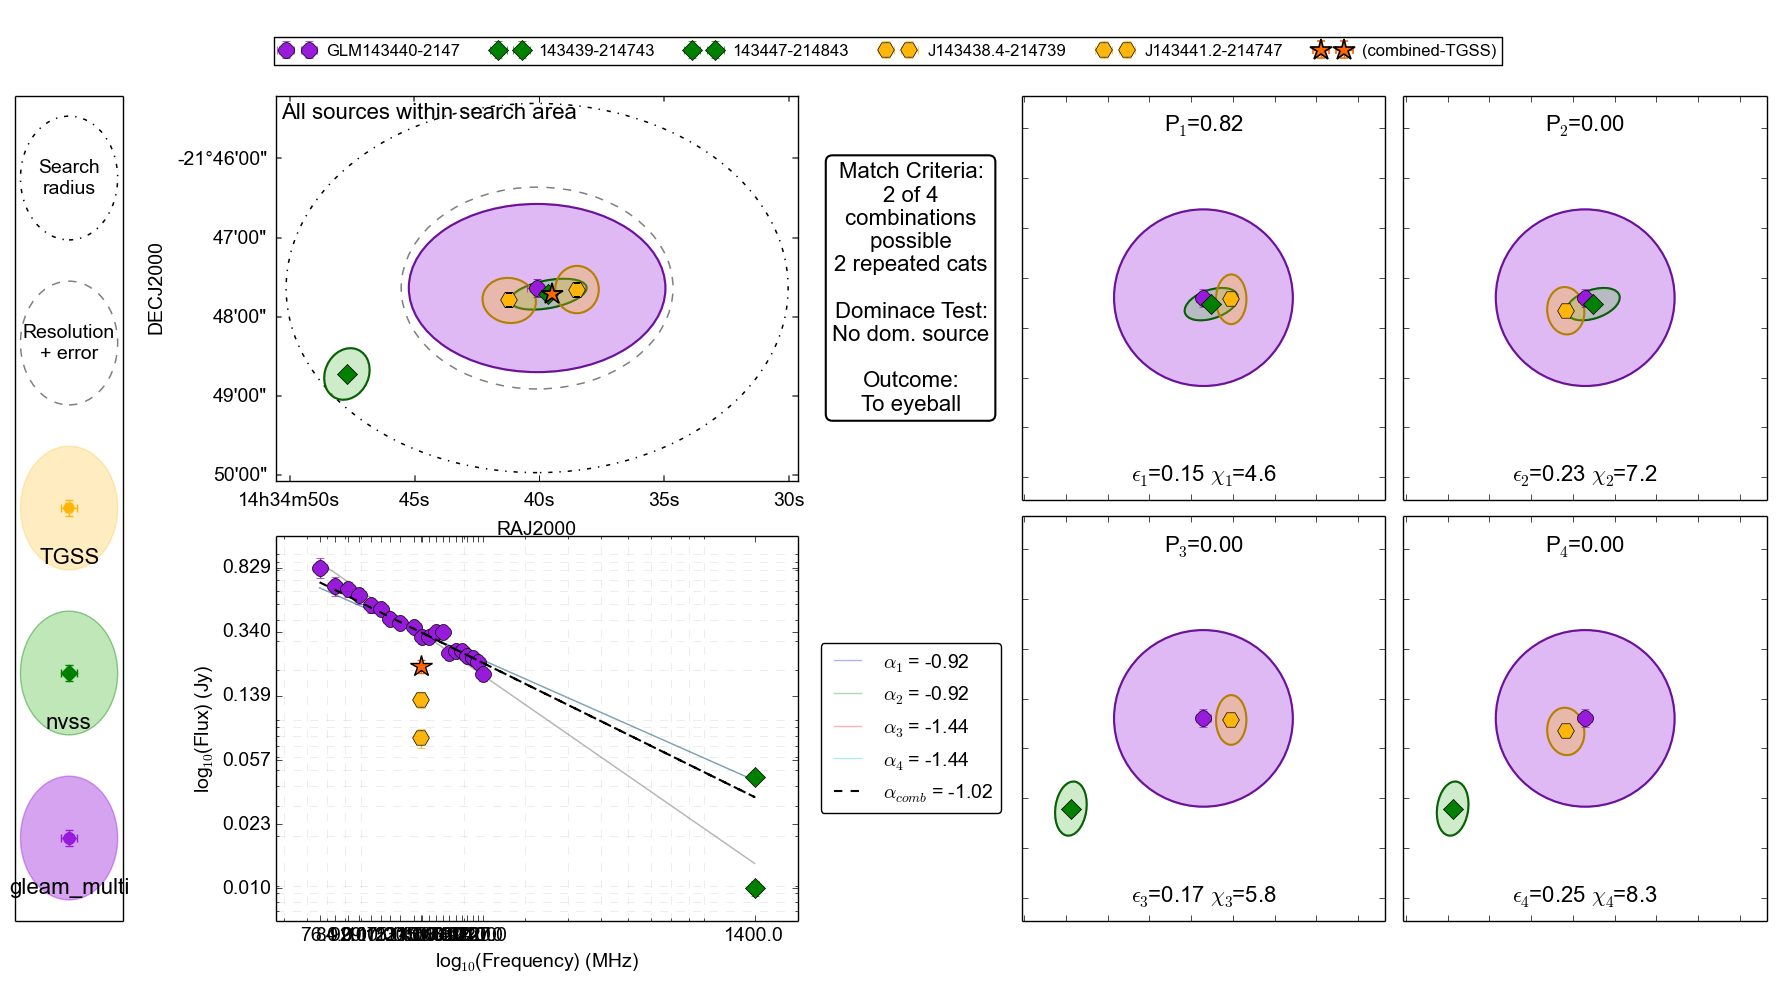 GLM143440-2147 143439-214743 143447-214843 J143438.4-214739 J143441.2-214747 (combined-TGSS)
Search
radius
Resolution
+ error
TGSS
nvss
gleam_multi
All sources within search area
DECJ2000
-21°46'00"
47'00"
48'00"
49'00"
50'00"
14h34m50s 45s 40s 35s 30s
RAJ2000
Match Criteria:
2 of 4
combinations
possible
2 repeated cats
Dominace Test:
No dom. source
Outcome:
To eyeball
P1=0.82
ϵ1=0.15 χ1=4.6
P2=0.00
ϵ2=0.23 χ2=7.2
log10(Flux) (Jy)
0.829
0.340
0.139
0.057
0.023
0.010
1400.0
log10(Frequency) (MHz)
α1 = -0.92
α2 = -0.92
α3 = -1.44
α4 = -1.44
αcomb = -1.02
P3=0.00
ϵ3=0.17 χ3=5.8
P4=0.00
ϵ4=0.25 χ4=8.3